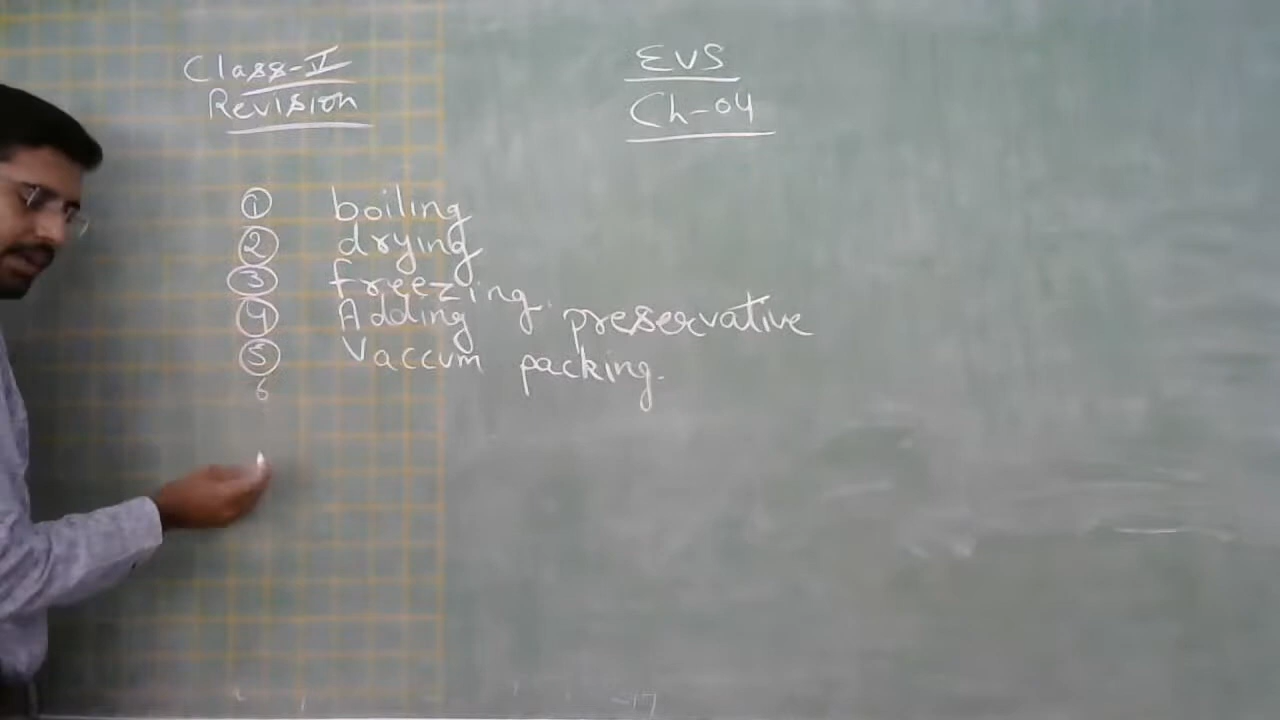 Class-V
Revision
EVS
Ch-04
① boiling
② drying
③ freezing.
④ Adding preservative
⑤ Vaccum packing.
6